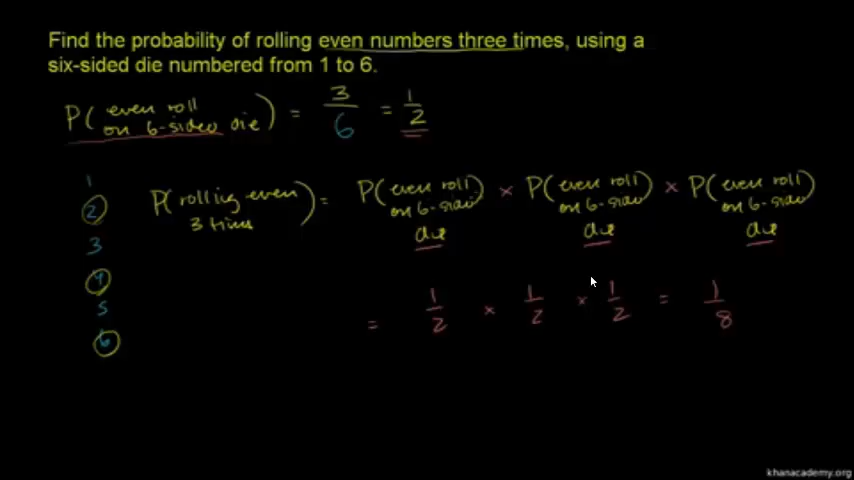 Find the probability of rolling even numbers three times, using a
six-sided die numbered from 1 to 6.
P(even roll on 6-sided die) = 3/6 = 1/2
1
2
3
4
5
6
P(rolling even 3 times) = P(even roll on 6-sided die) × P(even roll on 6-sided die) × P(even roll on 6-sided die)
= 1/2 × 1/2 × 1/2 = 1/8
khanacademy.org